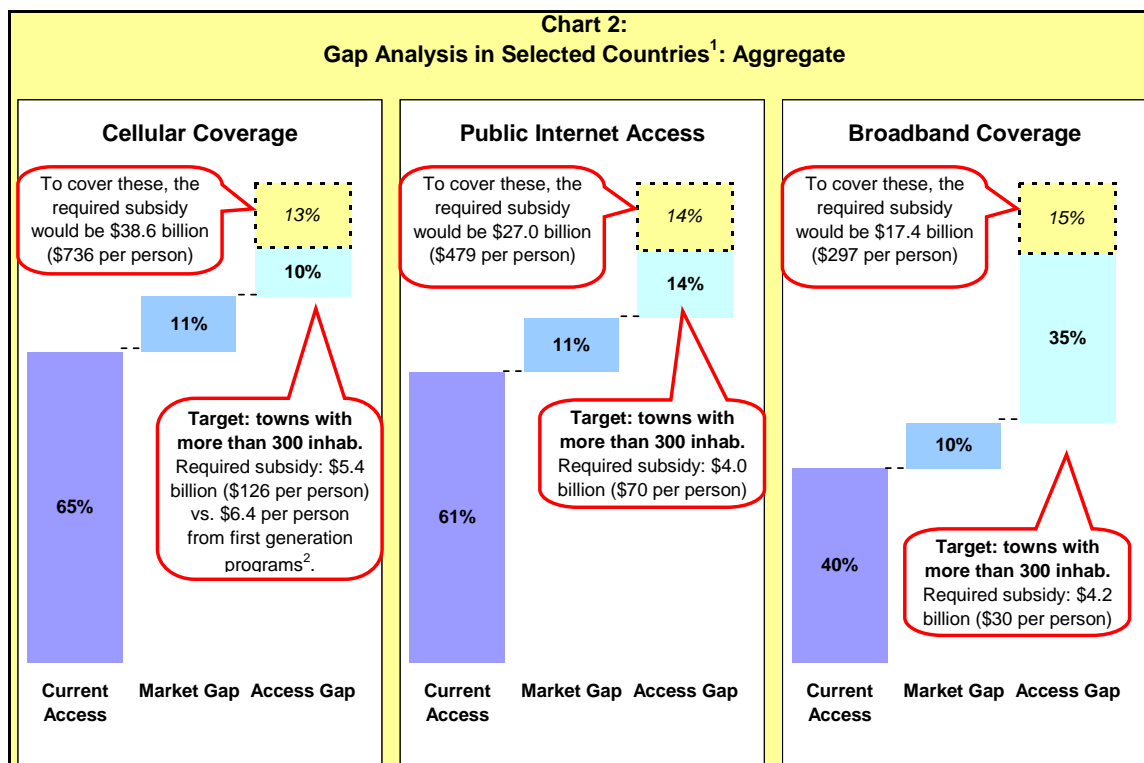 Chart 2:
Gap Analysis in Selected Countries1: Aggregate
Cellular Coverage
To cover these, the
required subsidy
would be $38.6 billion
($736 per person)
13%
10%
11%
65%
Target: towns with
more than 300 inhab.
Required subsidy: $5.4
billion ($126 per person)
vs. $6.4 per person
from first generation
programs2.
Current
Access
Market Gap
Access Gap
Public Internet Access
To cover these, the
required subsidy
would be $27.0 billion
($479 per person)
14%
14%
11%
61%
Target: towns with
more than 300 inhab.
Required subsidy: $4.0
billion ($70 per person)
Current
Access
Market Gap
Access Gap
Broadband Coverage
To cover these, the
required subsidy
would be $17.4 billion
($297 per person)
15%
35%
10%
40%
Target: towns with
more than 300 inhab.
Required subsidy: $4.2
billion ($30 per person)
Current
Access
Market Gap
Access Gap